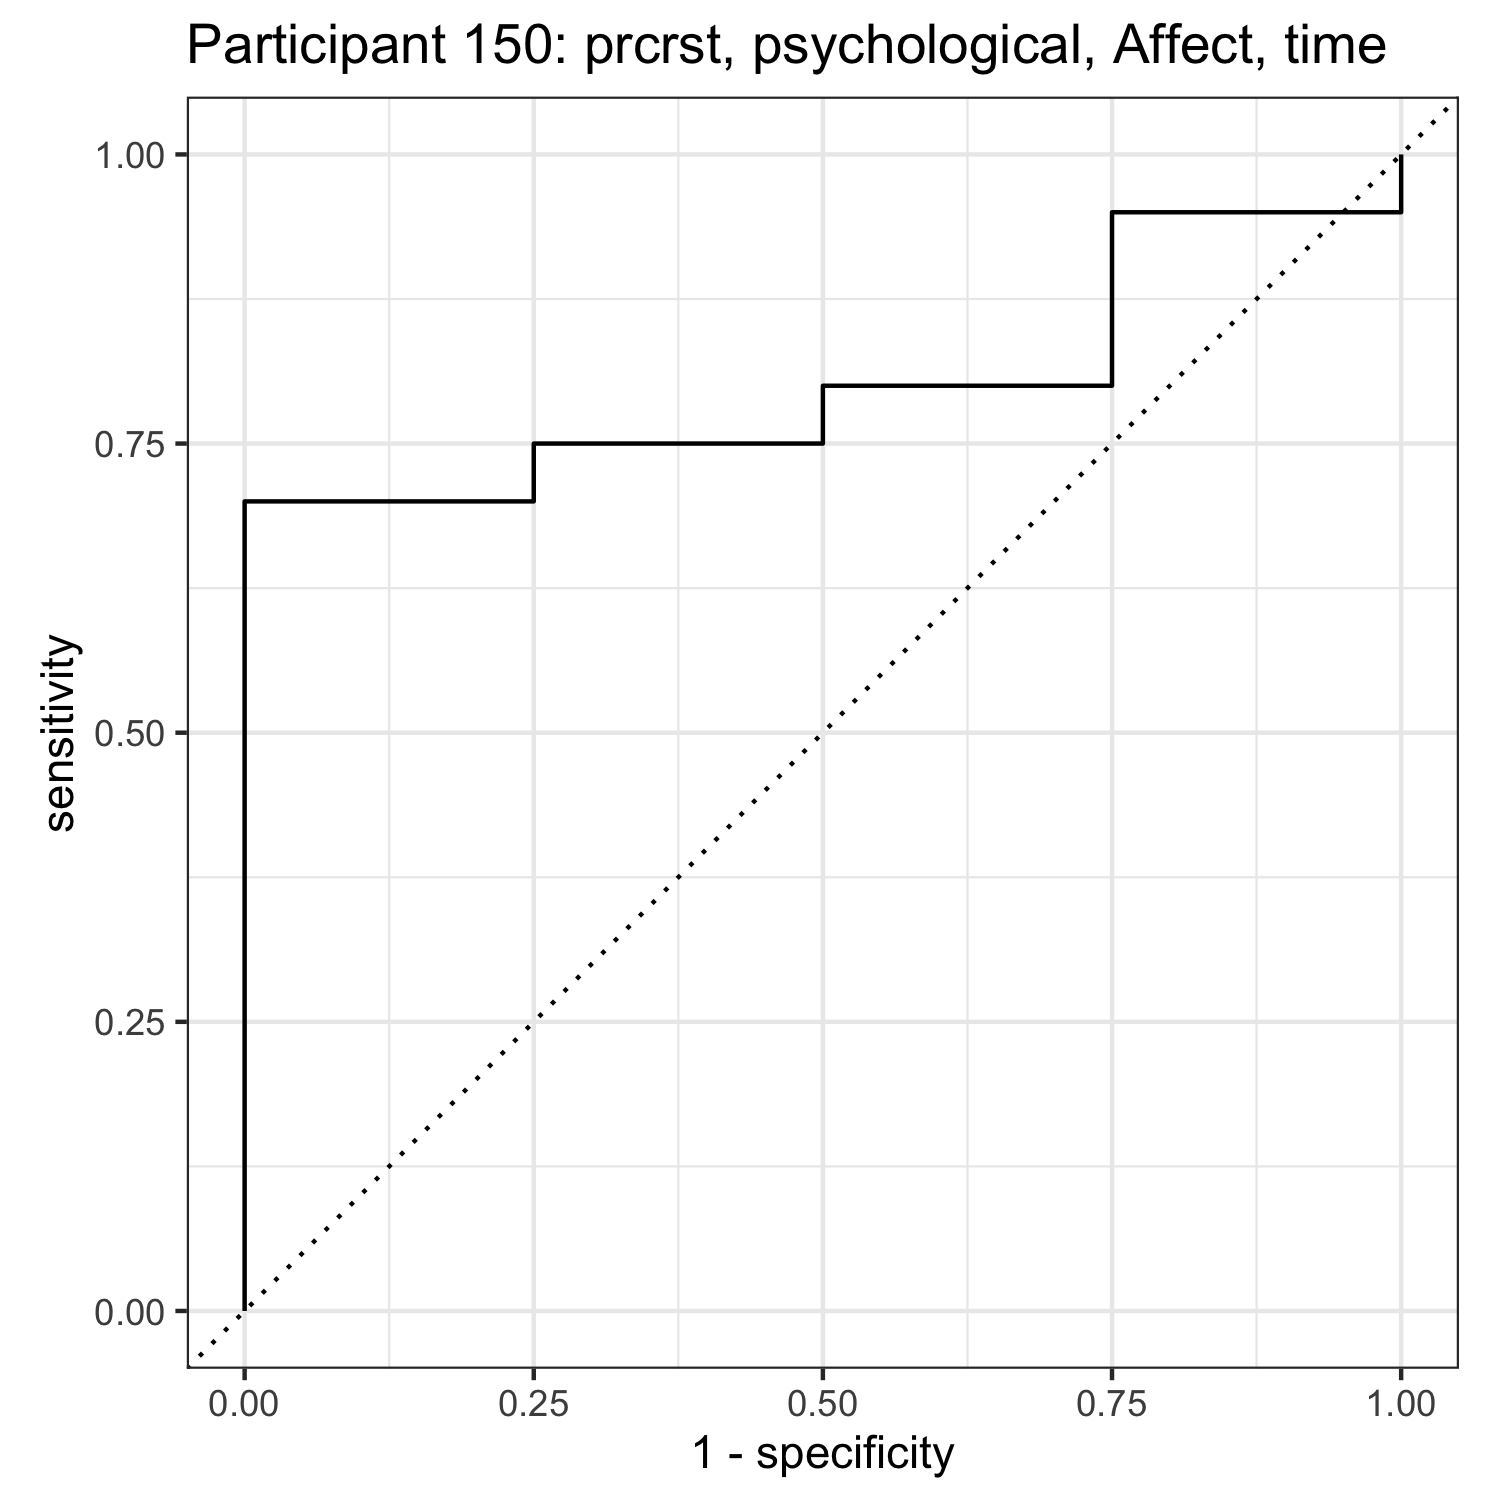 Participant 150: prcrst, psychological, Affect, time
1.00
0.75
0.50
0.25
0.00
sensitivity
0.00 0.25 0.50 0.75 1.00
1 - specificity